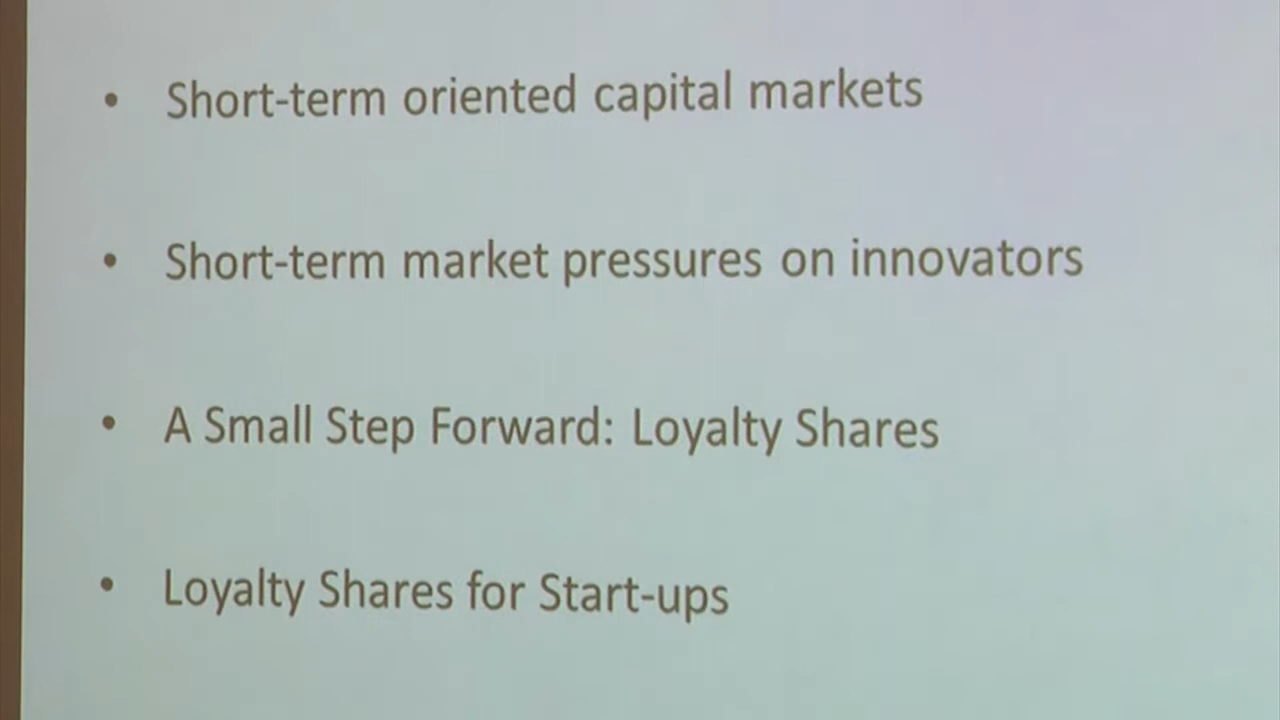 • Short-term oriented capital markets
• Short-term market pressures on innovators
• A Small Step Forward: Loyalty Shares
• Loyalty Shares for Start-ups